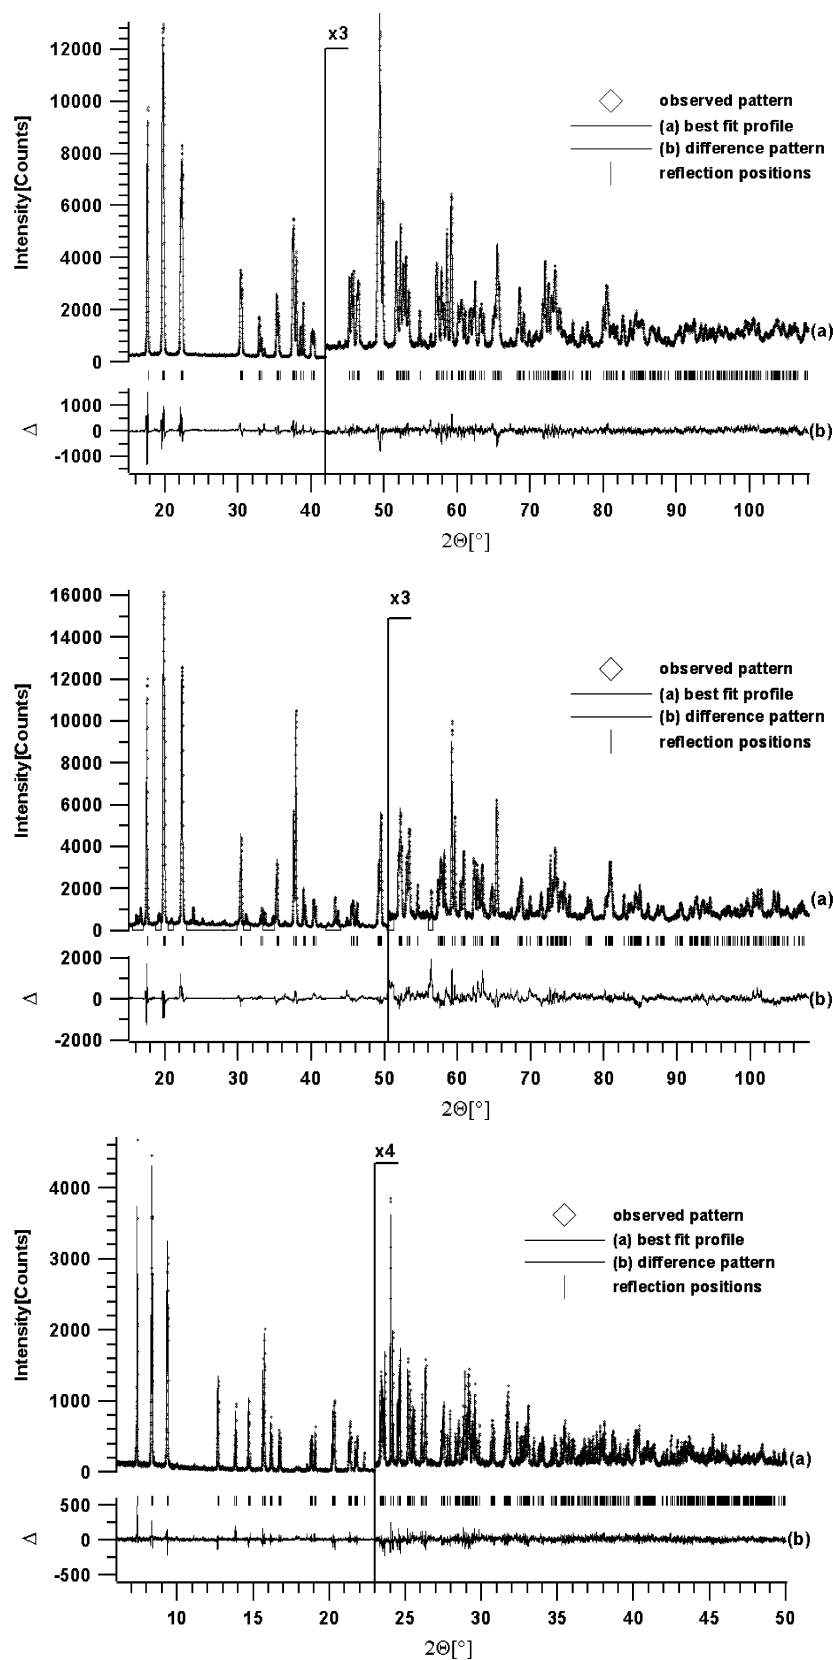 x3
12000
10000
8000
6000
4000
2000
0
Intensity[Counts]
observed pattern
(a) best fit profile
(b) difference pattern
reflection positions
(a)
1000
0
-1000
Δ
(b)
20 30 40 50 60 70 80 90 100
2Θ[°]
x3
16000
14000
12000
10000
8000
6000
4000
2000
0
Intensity[Counts]
observed pattern
(a) best fit profile
(b) difference pattern
reflection positions
(a)
2000
0
-2000
Δ
(b)
20 30 40 50 60 70 80 90 100
2Θ[°]
x4
4000
3000
2000
1000
0
Intensity[Counts]
observed pattern
(a) best fit profile
(b) difference pattern
reflection positions
(a)
500
0
-500
Δ
(b)
10 15 20 25 30 35 40 45 50
2Θ[°]